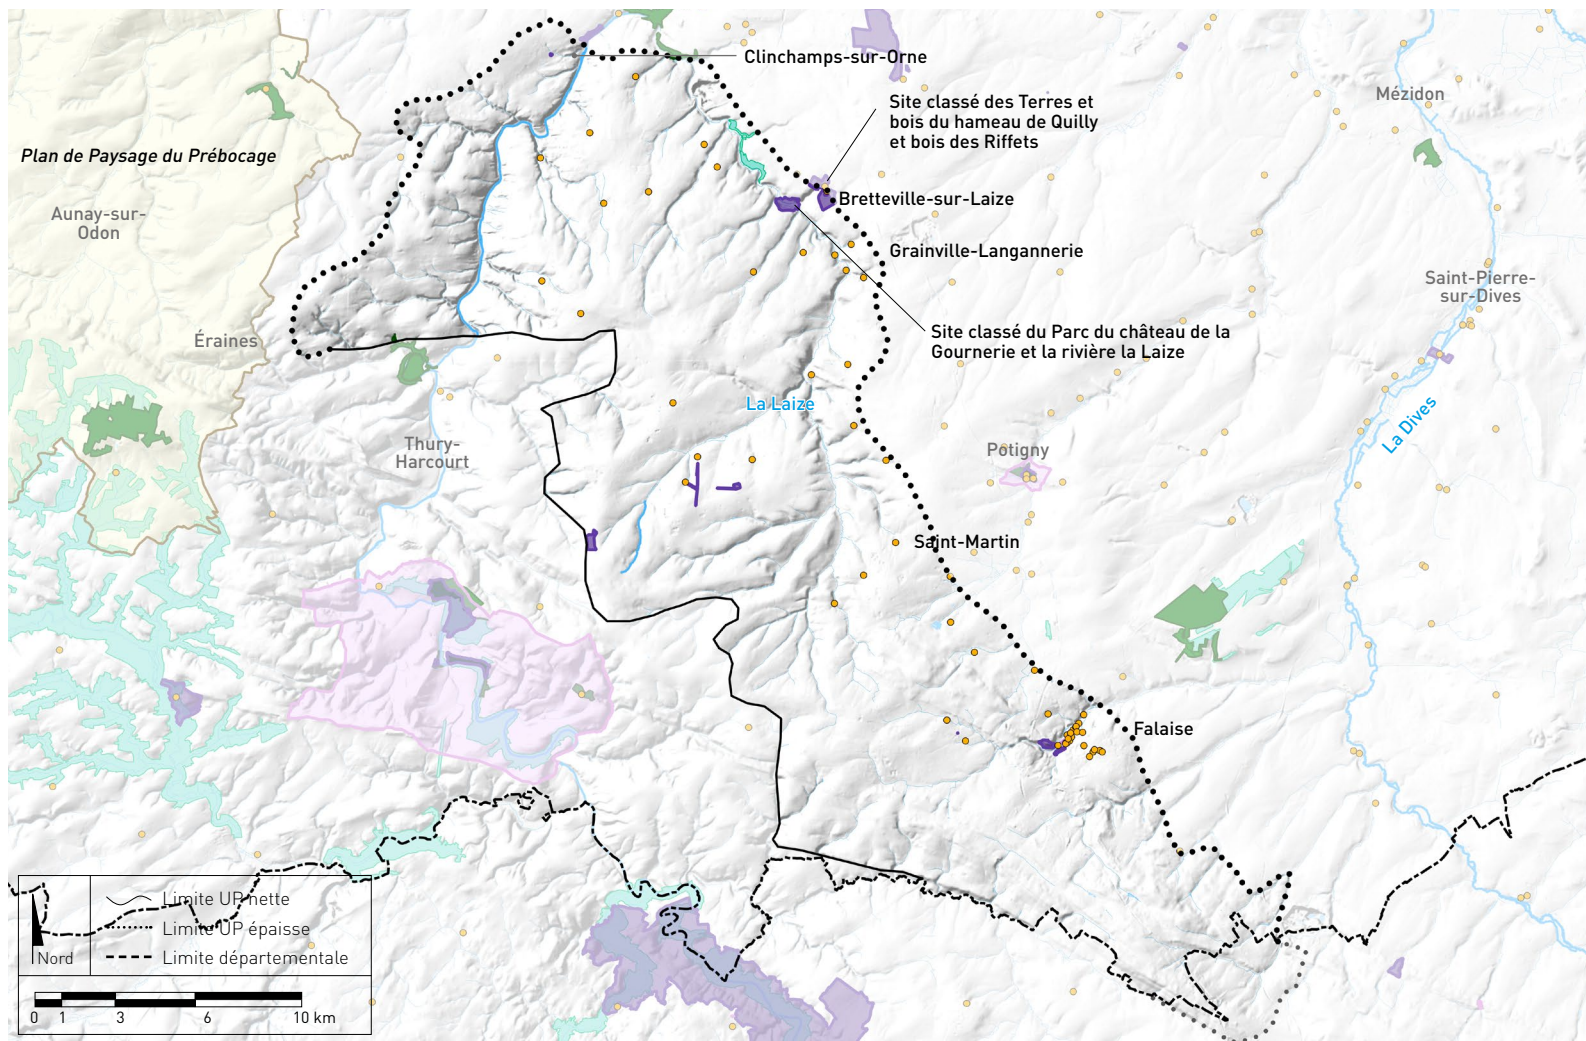 Clinchamps-sur-Orne
Site classé des Terres et
bois du hameau de Quilly
et bois des Riffets
Mézidon
Plan de Paysage du Prébocage
Aunay-sur-
Odon
Bretteville-sur-Laize
Grainville-Langannerie
Saint-Pierre-
sur-Dives
Éraines
Site classé du Parc du château de la
Gournerie et la rivière la Laize
La Laize
La Dives
Thury-
Harcourt
Potigny
Saint-Martin
Falaise
Limite UP nette
Limite UP épaisse
Limite départementale
Nord
0 1 3 6 10 km